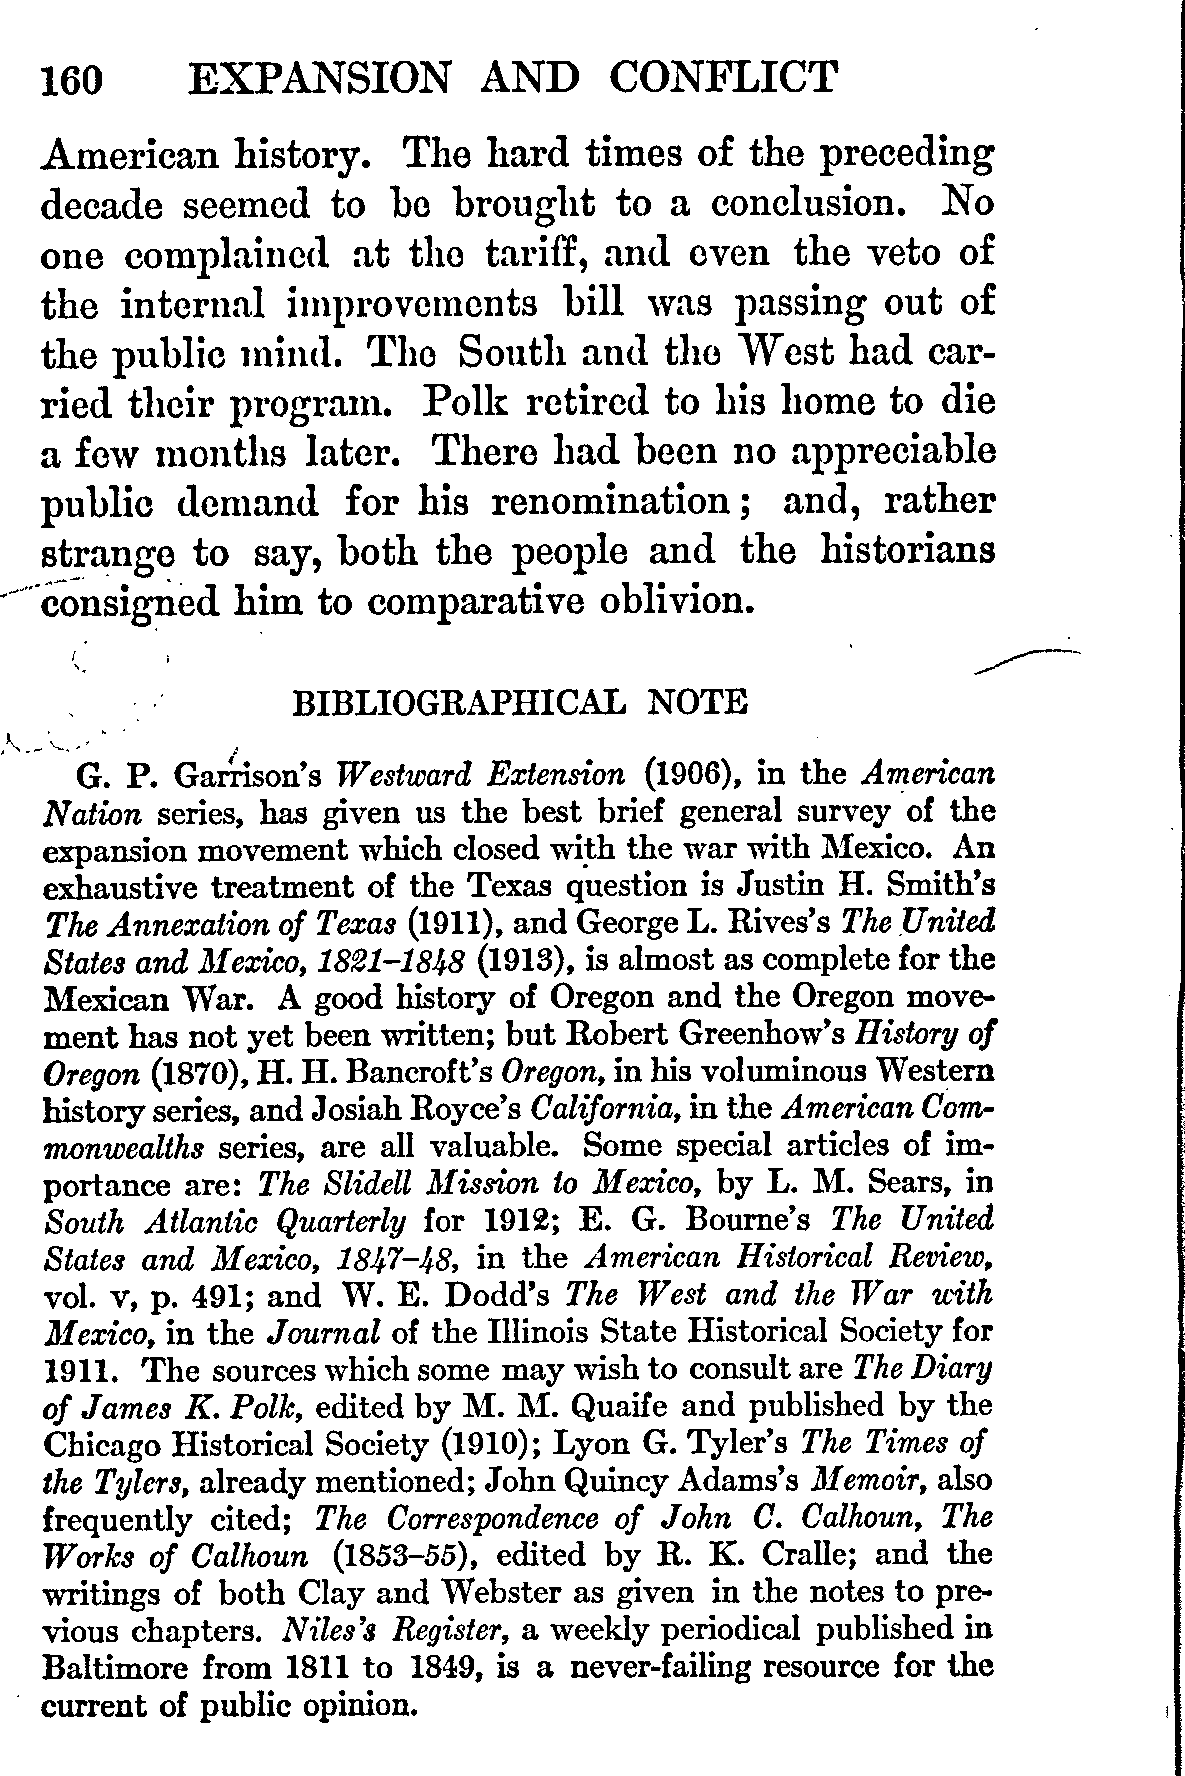 160 EXPANSION AND CONFLICT
American history. The hard times of the preceding
decade seemed to be brought to a conclusion. No
one complained at the tariff, and even the veto of
the internal improvements bill was passing out of
the public mind. The South and the West had car-
ried their program. Polk retired to his home to die
a few months later. There had been no appreciable
public demand for his renomination; and, rather
strange to say, both the people and the historians
consigned him to comparative oblivion.
BIBLIOGRAPHICAL NOTE
G. P. Garrison's Westward Extension (1906), in the American
Nation series, has given us the best brief general survey of the
expansion movement which closed with the war with Mexico. An
exhaustive treatment of the Texas question is Justin H. Smith's
The Annexation of Texas (1911), and George L. Rives's The United
States and Mexico, 1821–1848 (1913), is almost as complete for the
Mexican War. A good history of Oregon and the Oregon move-
ment has not yet been written; but Robert Greenhow's History of
Oregon (1870), H. H. Bancroft's Oregon, in his voluminous Western
history series, and Josiah Royce's California, in the American Com-
monwealths series, are all valuable. Some special articles of im-
portance are: The Slidell Mission to Mexico, by L. M. Sears, in
South Atlantic Quarterly for 1912; E. G. Bourne's The United
States and Mexico, 1847–48, in the American Historical Review,
vol. v, p. 491; and W. E. Dodd's The West and the War with
Mexico, in the Journal of the Illinois State Historical Society for
1911. The sources which some may wish to consult are The Diary
of James K. Polk, edited by M. M. Quaife and published by the
Chicago Historical Society (1910); Lyon G. Tyler's The Times of
the Tylers, already mentioned; John Quincy Adams's Memoir, also
frequently cited; The Correspondence of John C. Calhoun, The
Works of Calhoun (1853–55), edited by R. K. Cralle; and the
writings of both Clay and Webster as given in the notes to pre-
vious chapters. Niles's Register, a weekly periodical published in
Baltimore from 1811 to 1849, is a never-failing resource for the
current of public opinion.